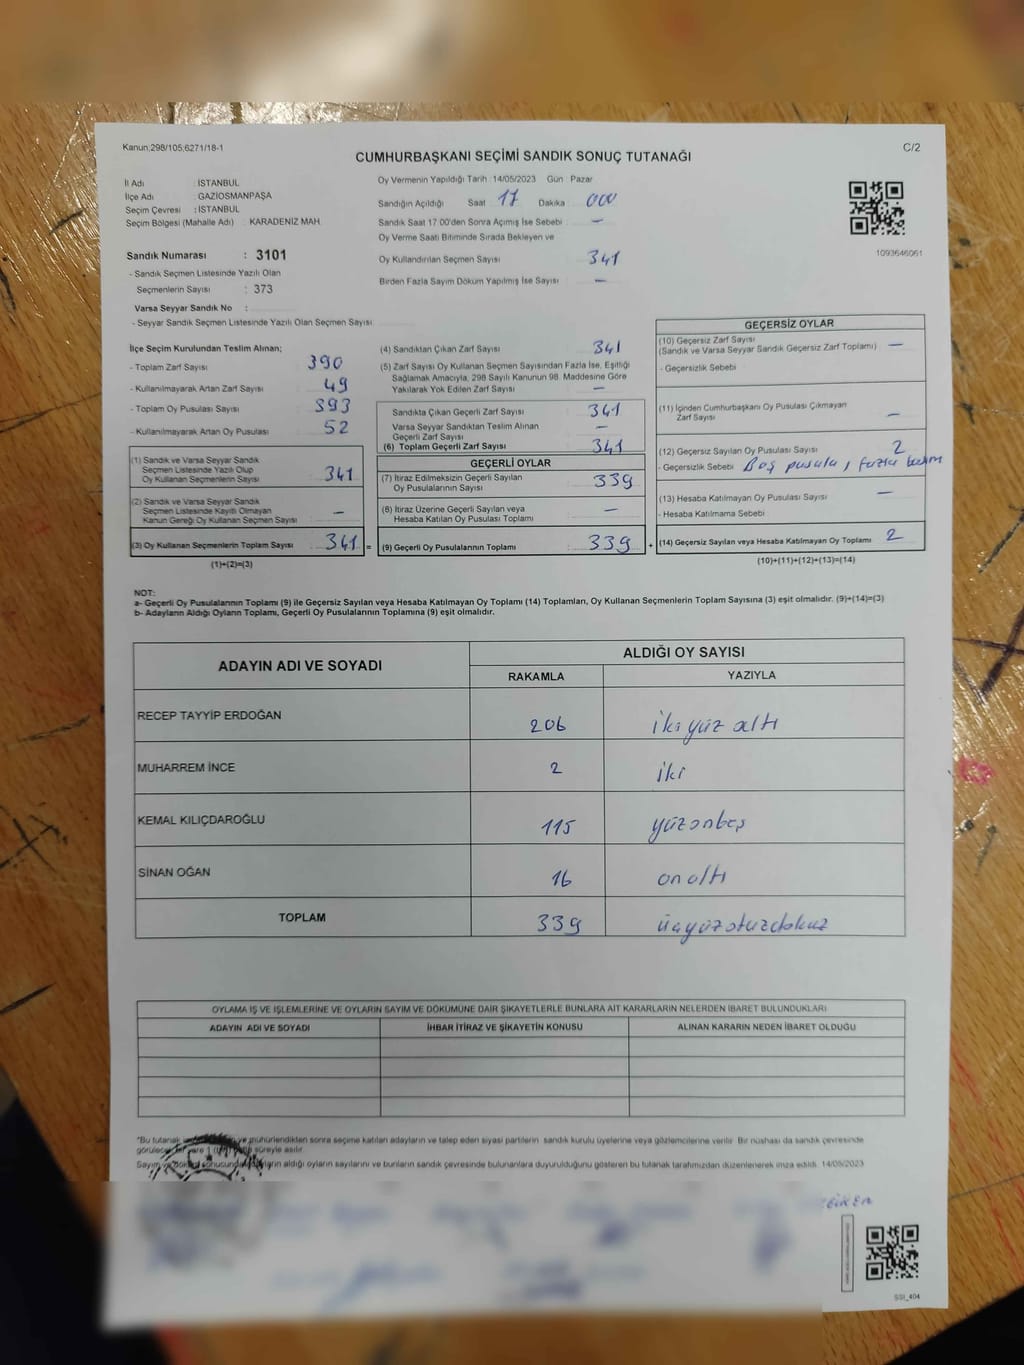 Kanun;298/105;6271/18-1
C/2
CUMHURBAŞKANI SEÇİMİ SANDIK SONUÇ TUTANAĞI
İl Adı : İSTANBUL
İlçe Adı : GAZİOSMANPAŞA
Seçim Çevresi : İSTANBUL
Seçim Bölgesi (Mahalle Adı) : KARADENİZ MAH.
Sandık Numarası : 3101
- Sandık Seçmen Listesinde Yazılı Olan
Seçmenlerin Sayısı : 373
Varsa Seyyar Sandık No :
- Seyyar Sandık Seçmen Listesinde Yazılı Olan Seçmen Sayısı:
Oy Vermenin Yapıldığı Tarih : 14/05/2023 Gün : Pazar
Sandığın Açıldığı Saat : 17 Dakika : 00
Sandık Saat 17:00'den Sonra Açımış İse Sebebi : –
Oy Verme Saati Bitiminde Sırada Bekleyen ve
Oy Kullandırılan Seçmen Sayısı : 341
Birden Fazla Sayım Döküm Yapılmış İse Sayısı : –
1093646061
İlçe Seçim Kurulundan Teslim Alınan;
- Toplam Zarf Sayısı : 390
- Kullanılmayarak Artan Zarf Sayısı : 49
- Toplam Oy Pusulası Sayısı : 393
- Kullanılmayarak Artan Oy Pusulası : 52
(1) Sandık ve Varsa Seyyar Sandık
Seçmen Listesinde Yazılı Olup
Oy Kullanan Seçmenlerin Sayısı : 341
(2) Sandık ve Varsa Seyyar Sandık
Seçmen Listesinde Kayıtlı Olmayan
Kanun Gereği Oy Kullanan Seçmen Sayısı : –
(3) Oy Kullanan Seçmenlerin Toplam Sayısı : 341 =
(1)+(2)=(3)
(4) Sandıktan Çıkan Zarf Sayısı : 341
(5) Zarf Sayısı Oy Kullanan Seçmen Sayısından Fazla İse, Eşitliği
Sağlamak Amacıyla, 298 Sayılı Kanunun 98. Maddesine Göre
Yakılarak Yok Edilen Zarf Sayısı : –
Sandıkta Çıkan Geçerli Zarf Sayısı : 341
Varsa Seyyar Sandıktan Teslim Alınan
Geçerli Zarf Sayısı : –
(6) Toplam Geçerli Zarf Sayısı : 341
GEÇERLİ OYLAR
(7) İtiraz Edilmeksizin Geçerli Sayılan
Oy Pusulalarının Sayısı : 339
(8) İtiraz Üzerine Geçerli Sayılan veya
Hesaba Katılan Oy Pusulası Toplamı : –
(9) Geçerli Oy Pusulalarının Toplamı : 339 +
GEÇERSİZ OYLAR
(10) Geçersiz Zarf Sayısı
(Sandık ve Varsa Seyyar Sandık Geçersiz Zarf Toplamı) : –
- Geçersizlik Sebebi
(11) İçinden Cumhurbaşkanı Oy Pusulası Çıkmayan
Zarf Sayısı : –
(12) Geçersiz Sayılan Oy Pusulası Sayısı : 2
- Geçersizlik Sebebi Boş pusula, fazla
(13) Hesaba Katılmayan Oy Pusulası Sayısı : –
- Hesaba Katılmama Sebebi
(14) Geçersiz Sayılan veya Hesaba Katılmayan Oy Toplamı : 2
(10)+(11)+(12)+(13)=(14)
NOT:
a- Geçerli Oy Pusulalarının Toplamı (9) ile Geçersiz Sayılan veya Hesaba Katılmayan Oy Toplamı (14) Toplamları, Oy Kullanan Seçmenlerin Toplam Sayısına (3) eşit olmalıdır. (9)+(14)=(3)
b- Adayların Aldığı Oyların Toplamı, Geçerli Oy Pusulalarının Toplamına (9) eşit olmalıdır.
ADAYIN ADI VE SOYADI
ALDIĞI OY SAYISI
RAKAMLA YAZIYLA
RECEP TAYYİP ERDOĞAN 206 iki yüz altı
MUHARREM İNCE 2 iki
KEMAL KILIÇDAROĞLU 115 yüzonbeş
SİNAN OĞAN 16 onaltı
TOPLAM 339 üçyüzotuzdokuz
OYLAMA İŞ VE İŞLEMLERİNE VE OYLARIN SAYIM VE DÖKÜMÜNE DAİR ŞİKAYETLERLE BUNLARA AİT KARARLARIN NELERDEN İBARET BULUNDUKLARI
ADAYIN ADI VE SOYADI İHBAR İTİRAZ VE ŞİKAYETİN KONUSU ALINAN KARARIN NEDEN İBARET OLDUĞU
*Bu tutanak ve mühürlendikten sonra seçime katılan adayların ve talep eden siyasi partilerin sandık kurulu üyelerine veya gözlemcilerine verilir. Bir nüshası da sandık çevresinde
görülecek bir yere 1 süreyle asılır.
Sayım ve döküm sonucunda adayların aldığı oyların sayılarını ve bunların sandık çevresinde bulunanlara duyurulduğunu gösteren bu tutanak tarafımızdan düzenlenerek imza edildi. 14/05/2023
SSI_404